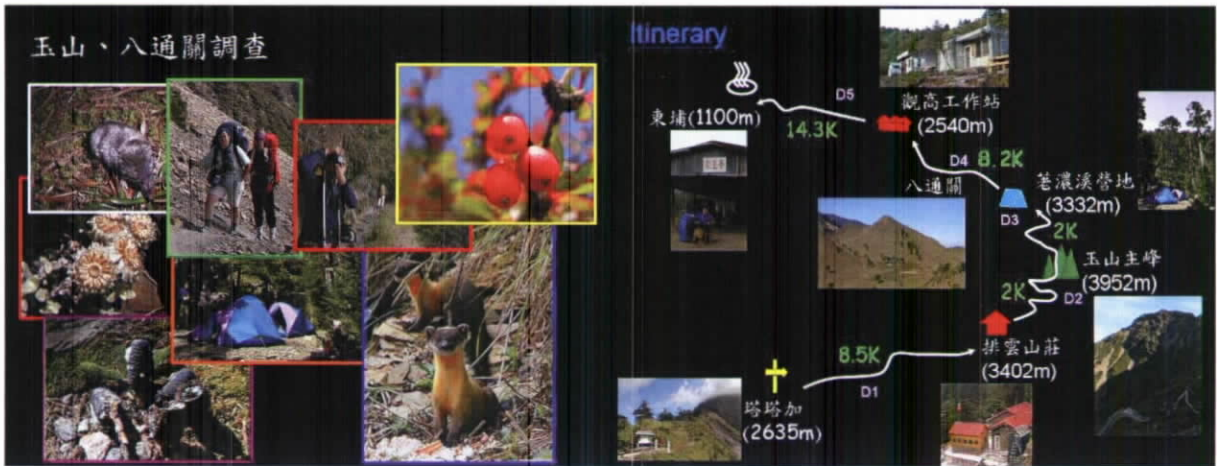 玉山、八通關調查
Itinerary
東埔(1100m)
D5
14.3K
觀高工作站
(2540m)
D4
8.2K
八通關
荖濃溪營地
(3332m)
D3
2K
玉山主峰
(3952m)
2K
D2
排雲山莊
(3402m)
8.5K
D1
塔塔加
(2635m)